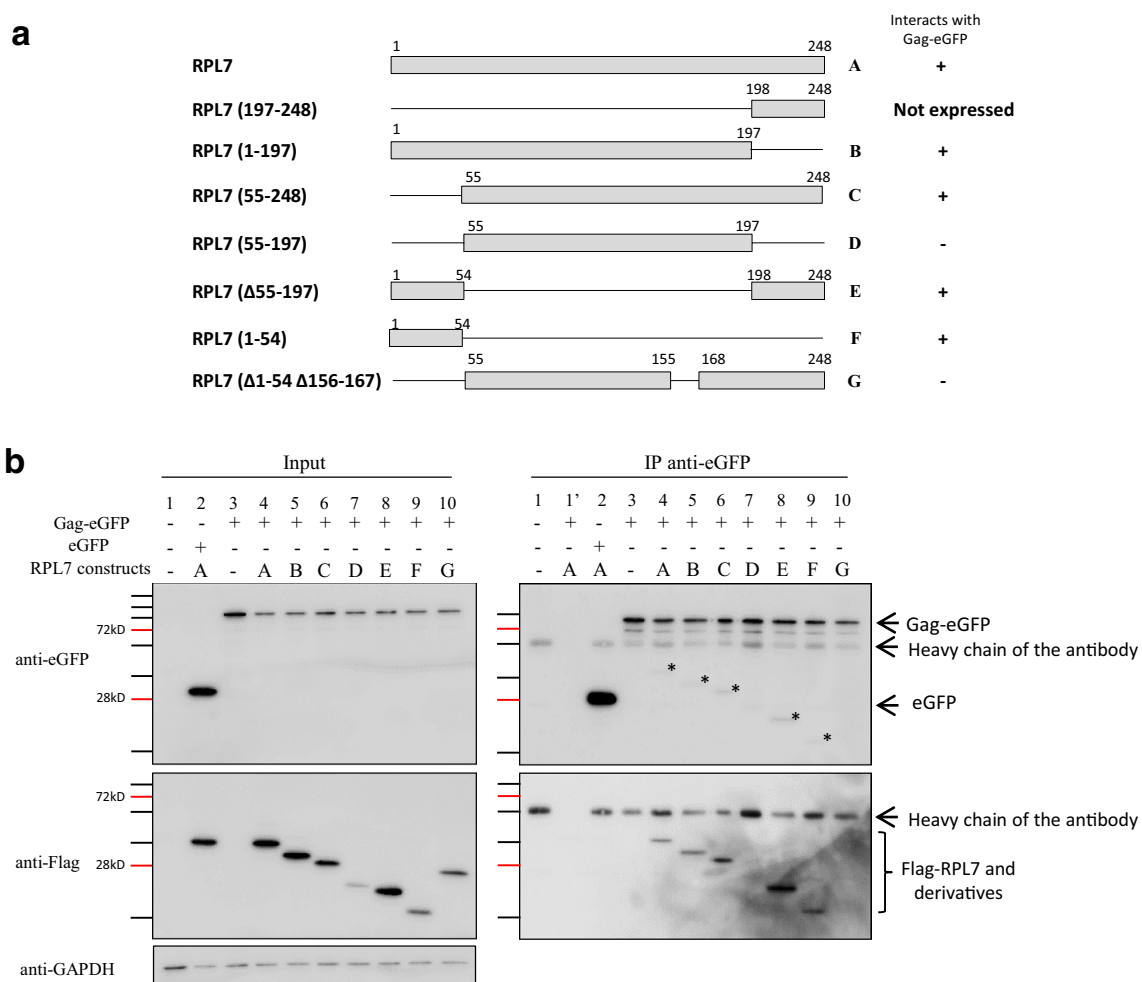 a
Interacts with
Gag-eGFP
1 248
RPL7 A +
198 248
RPL7 (197-248) Not expressed
1 197
RPL7 (1-197) B +
55 248
RPL7 (55-248) C +
55 197
RPL7 (55-197) D -
1 54 198 248
RPL7 (Δ55-197) E +
1 54
RPL7 (1-54) F +
55 155 168 248
RPL7 (Δ1-54 Δ156-167) G -
b
Input IP anti-eGFP
1 2 3 4 5 6 7 8 9 10 1 1' 2 3 4 5 6 7 8 9 10
Gag-eGFP - - + + + + + + + + - + - + + + + + + + +
eGFP - + - - - - - - - - - - + - - - - - - - -
RPL7 constructs - A - A B C D E F G - A A - A B C D E F G
72kD
anti-eGFP
28kD
* * * * *
Gag-eGFP
Heavy chain of the antibody
eGFP
72kD
anti-Flag
28kD
Heavy chain of the antibody
Flag-RPL7 and
derivatives
anti-GAPDH